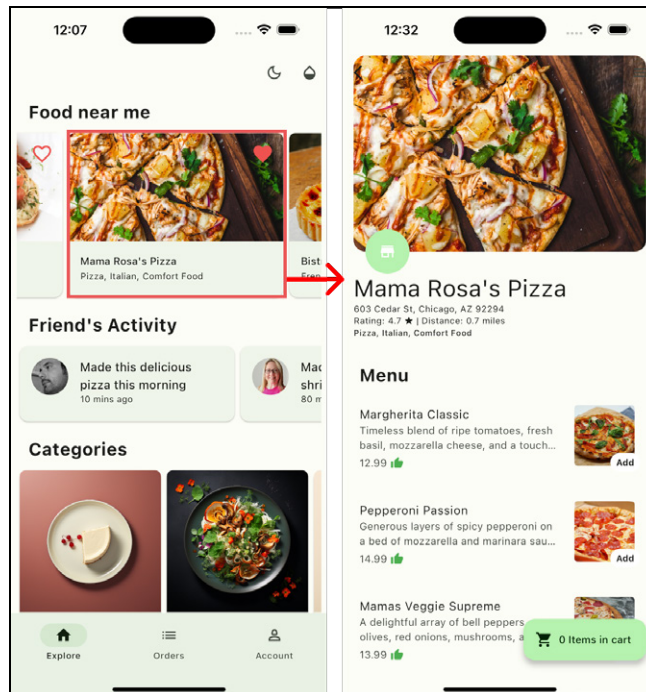 12:07
Food near me
Mama Rosa's Pizza
Pizza, Italian, Comfort Food
Bist
Fren
Friend's Activity
Made this delicious
pizza this morning
10 mins ago
Mad
shri
80 m
Categories
Explore
Orders
Account
12:32
Mama Rosa's Pizza
603 Cedar St, Chicago, AZ 92294
Rating: 4.7 ★ | Distance: 0.7 miles
Pizza, Italian, Comfort Food
Menu
Margherita Classic
Timeless blend of ripe tomatoes, fresh
basil, mozzarella cheese, and a touch...
12.99
Add
Pepperoni Passion
Generous layers of spicy pepperoni on
a bed of mozzarella and marinara sau...
14.99
Add
Mamas Veggie Supreme
A delightful array of bell peppers
olives, red onions, mushrooms, a
13.99
0 Items in cart